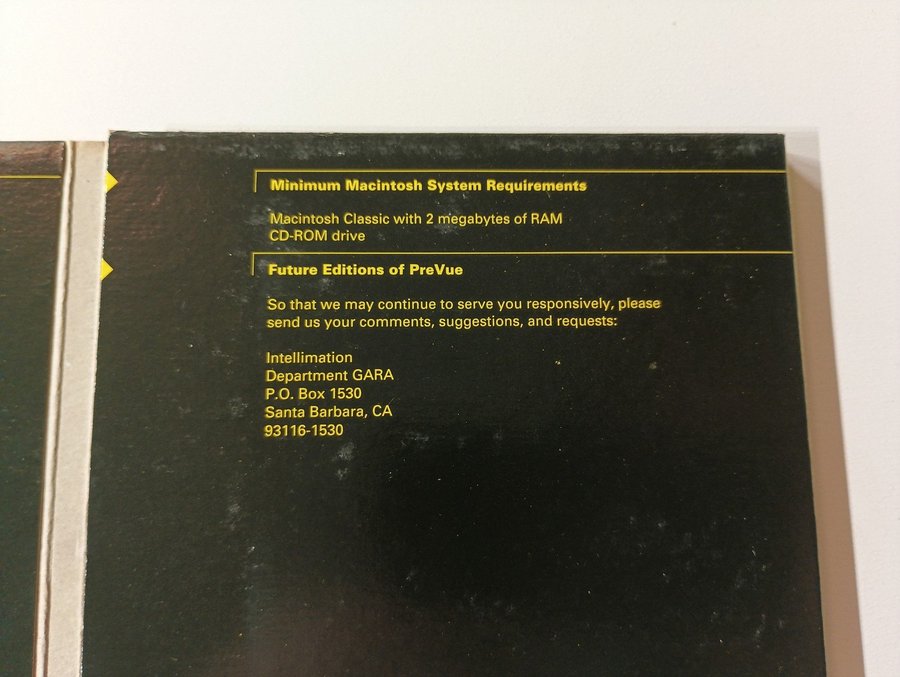 Minimum Macintosh System Requirements
Macintosh Classic with 2 megabytes of RAM
CD-ROM drive
Future Editions of PreVue
So that we may continue to serve you responsively, please
send us your comments, suggestions, and requests:
Intellimation
Department GARA
P.O. Box 1530
Santa Barbara, CA
93116-1530